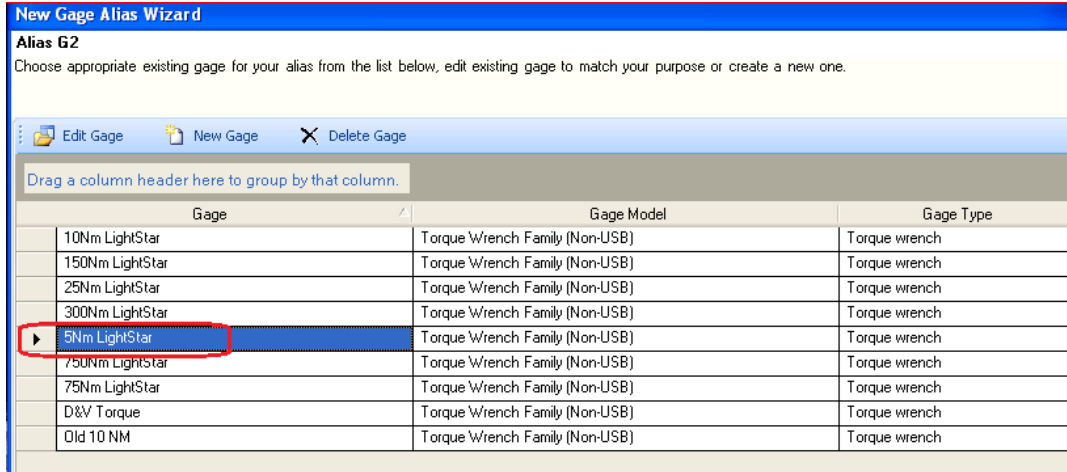 New Gage Alias Wizard
Alias G2
Choose appropriate existing gage for your alias from the list below, edit existing gage to match your purpose or create a new one.
Edit Gage New Gage Delete Gage
Drag a column header here to group by that column.
Gage Gage Model Gage Type
10Nm LightStar Torque Wrench Family (Non-USB) Torque wrench
150Nm LightStar Torque Wrench Family (Non-USB) Torque wrench
25Nm LightStar Torque Wrench Family (Non-USB) Torque wrench
300Nm LightStar Torque Wrench Family (Non-USB) Torque wrench
5Nm LightStar Torque Wrench Family (Non-USB) Torque wrench
750Nm LightStar Torque Wrench Family (Non-USB) Torque wrench
75Nm LightStar Torque Wrench Family (Non-USB) Torque wrench
D&V Torque Torque Wrench Family (Non-USB) Torque wrench
Old 10 NM Torque Wrench Family (Non-USB) Torque wrench